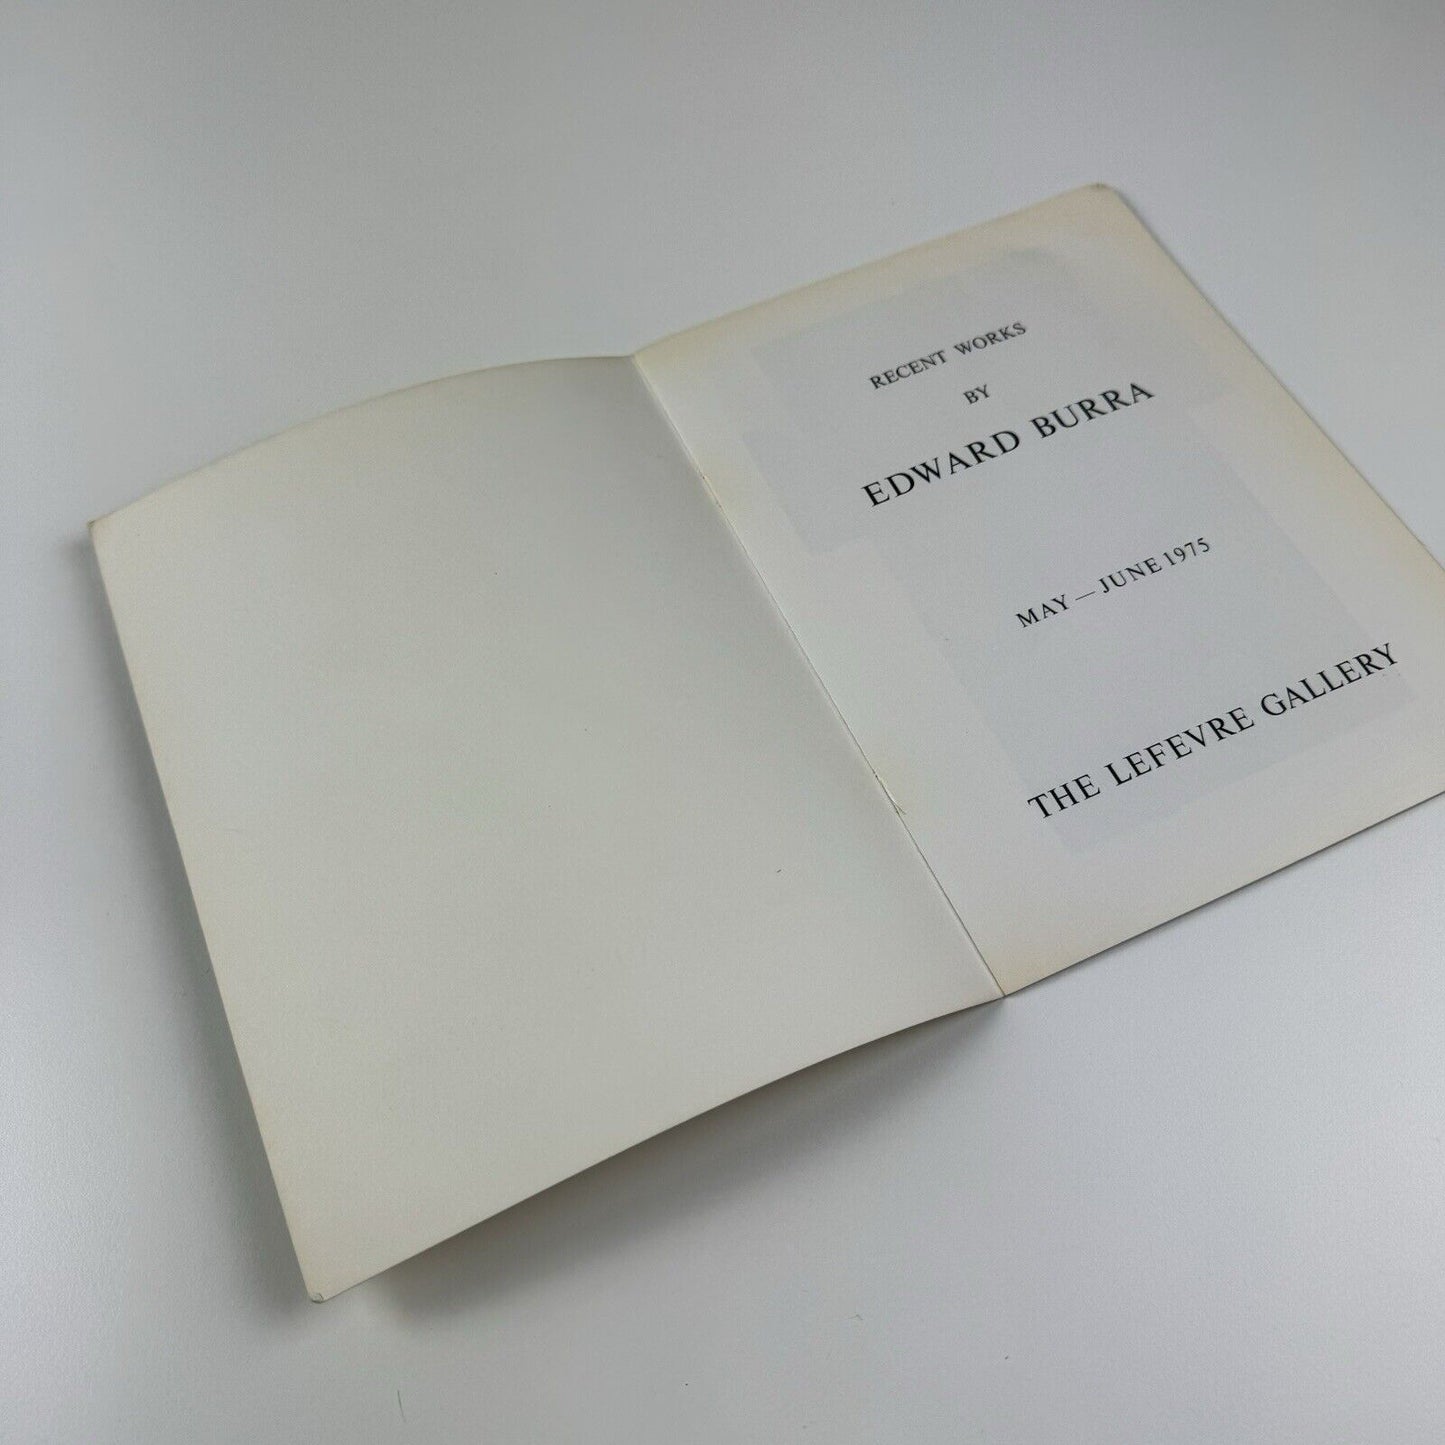 RECENT WORKS
BY
EDWARD BURRA
MAY — JUNE 1975
THE LEFEVRE GALLERY